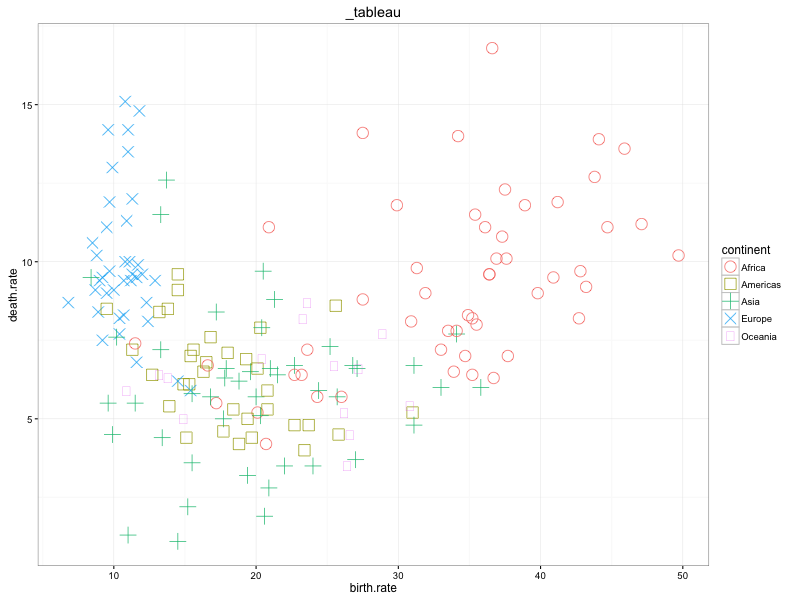 _tableau
15
10
5
death.rate
10
20
30
40
50
birth.rate
continent
Africa
Americas
Asia
Europe
Oceania